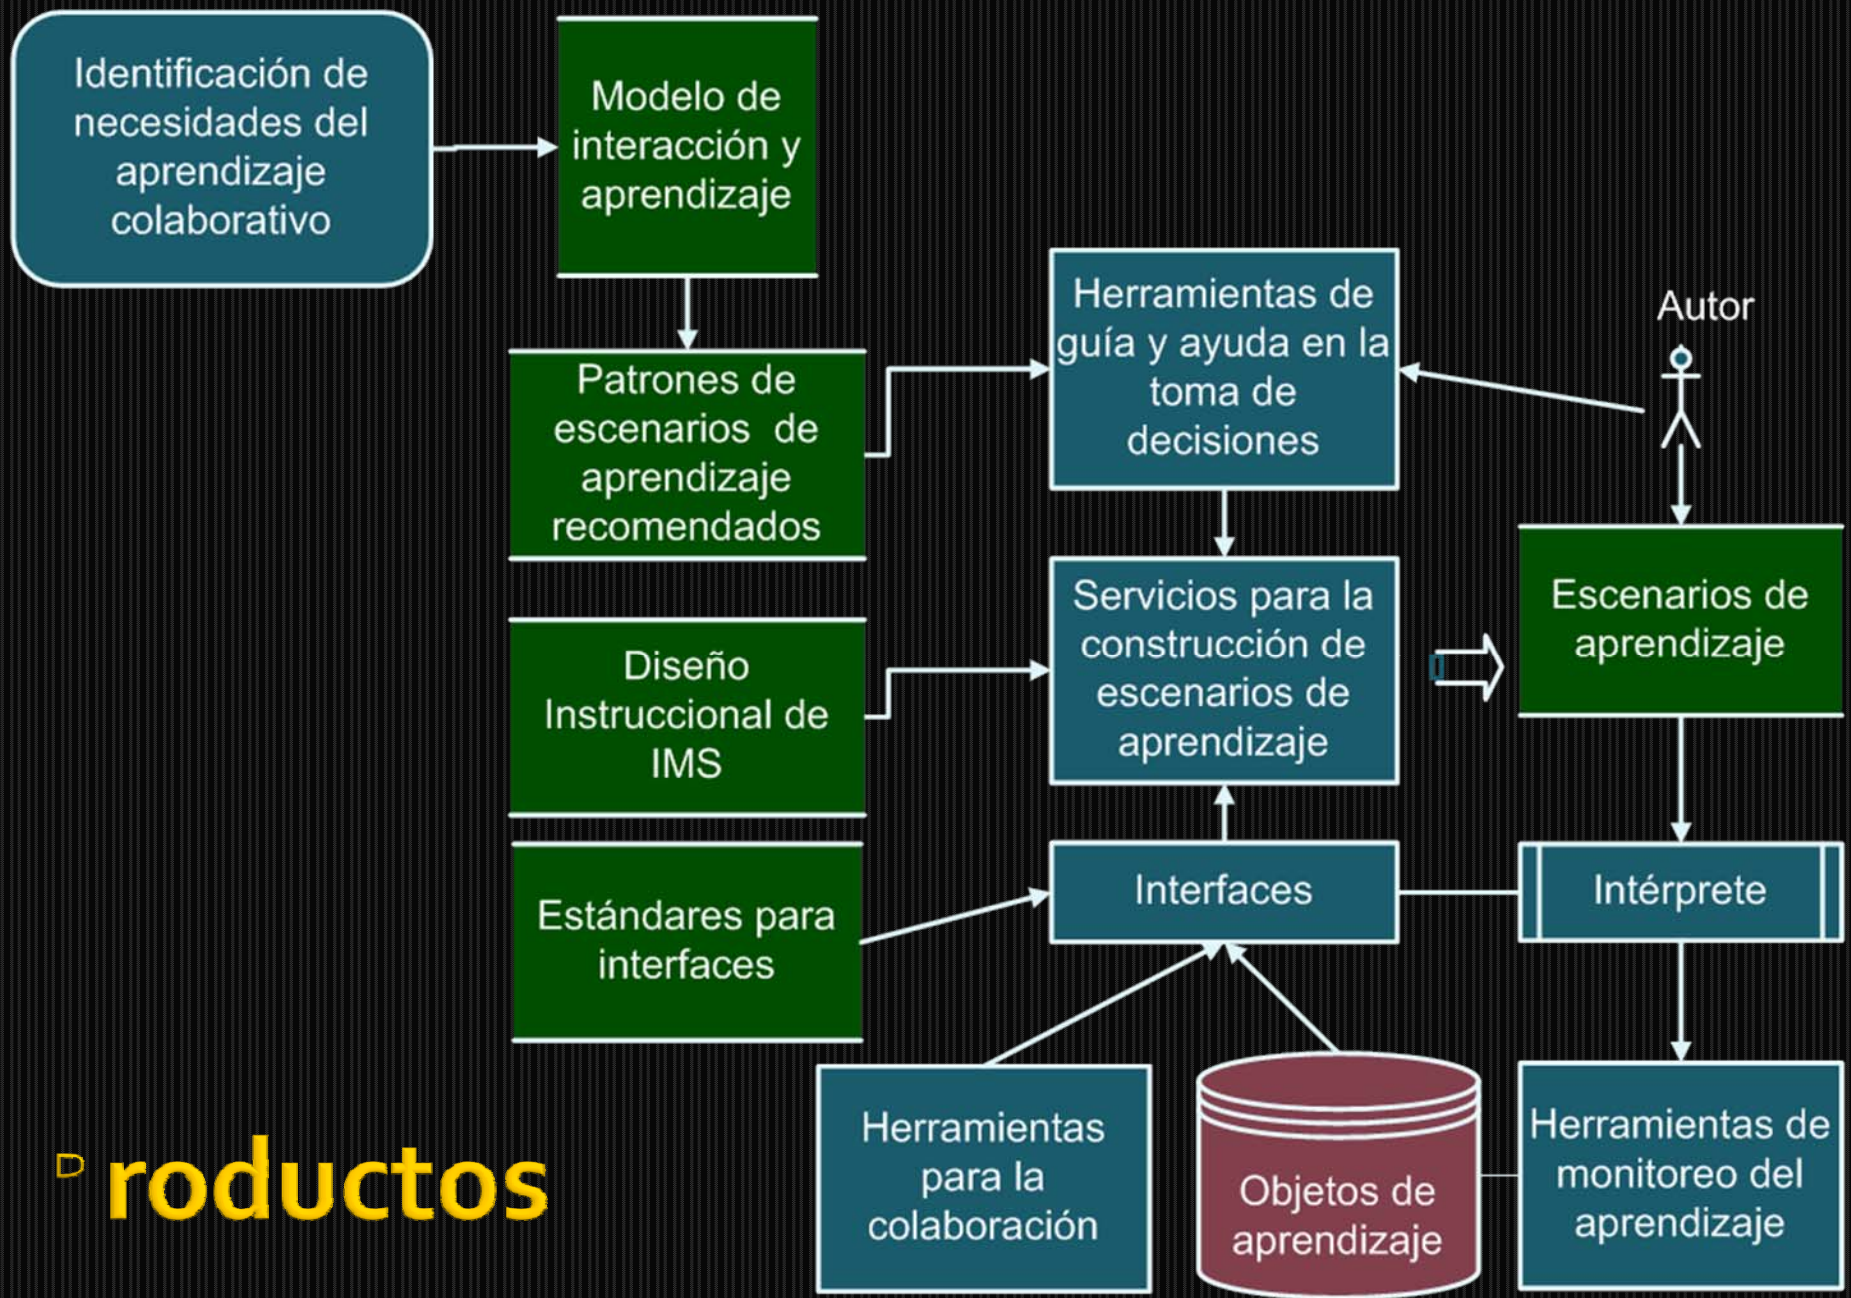 Identificación de
necesidades del
aprendizaje
colaborativo
Modelo de
interacción y
aprendizaje
Patrones de
escenarios de
aprendizaje
recomendados
Diseño
Instruccional de
IMS
Estándares para
interfaces
Herramientas de
guía y ayuda en la
toma de
decisiones
Servicios para la
construcción de
escenarios de
aprendizaje
Interfaces
Autor
Escenarios de
aprendizaje
Intérprete
Herramientas
para la
colaboración
Objetos de
aprendizaje
Herramientas de
monitoreo del
aprendizaje
Productos